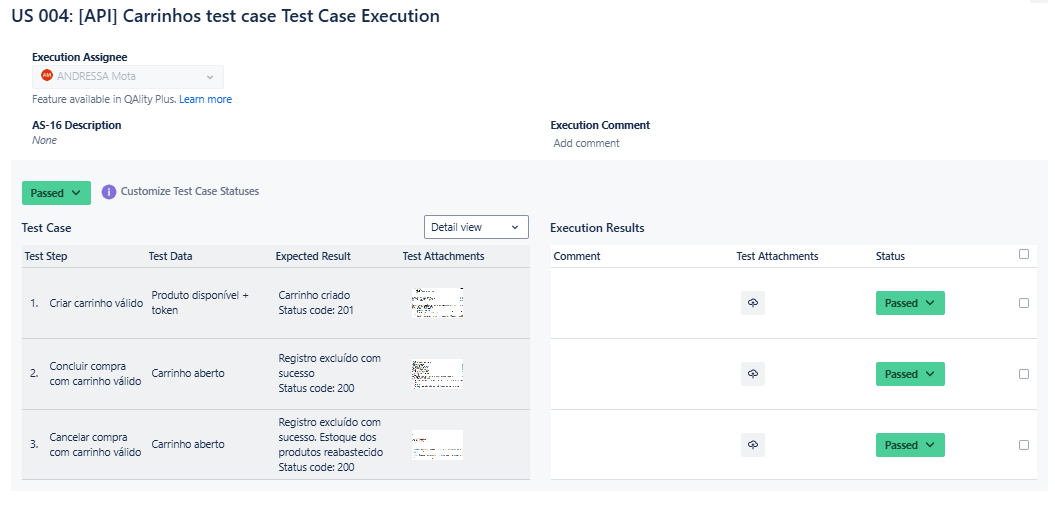 US 004: [API] Carrinhos test case Test Case Execution
Execution Assignee
AM ANDRESSA Mota
Feature available in QAlity Plus. Learn more
AS-16 Description
None
Execution Comment
Add comment
Passed
Customize Test Case Statuses
Test Case
Detail view
Execution Results
Test Step Test Data Expected Result Test Attachments
Comment Test Attachments Status
1. Criar carrinho válido
Produto disponível +
token
Carrinho criado
Status code: 201
Passed
2. Concluir compra
com carrinho válido
Carrinho aberto
Registro excluído com
sucesso
Status code: 200
Passed
3. Cancelar compra
com carrinho válido
Carrinho aberto
Registro excluído com
sucesso. Estoque dos
produtos reabastecido
Status code: 200
Passed